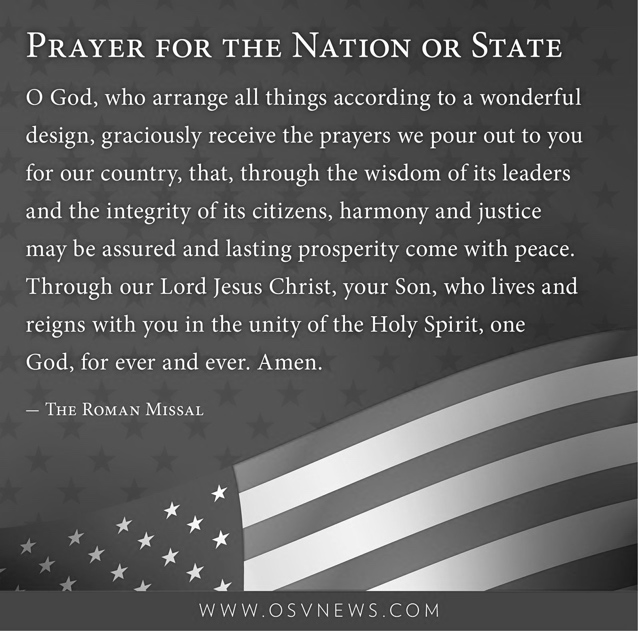 Prayer for the Nation or State
O God, who arrange all things according to a wonderful
design, graciously receive the prayers we pour out to you
for our country, that, through the wisdom of its leaders
and the integrity of its citizens, harmony and justice
may be assured and lasting prosperity come with peace.
Through our Lord Jesus Christ, your Son, who lives and
reigns with you in the unity of the Holy Spirit, one
God, for ever and ever. Amen.
— The Roman Missal
WWW.OSVNEWS.COM